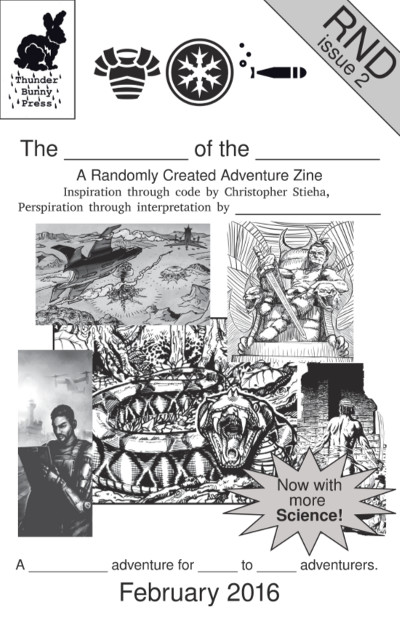 Thunder
Bunny
Press
RND
issue 2
The __________ of the __________
A Randomly Created Adventure Zine
Inspiration through code by Christopher Stieha,
Perspiration through interpretation by __________
Now with
more
Science!
A __________ adventure for _____ to _____ adventurers.
February 2016